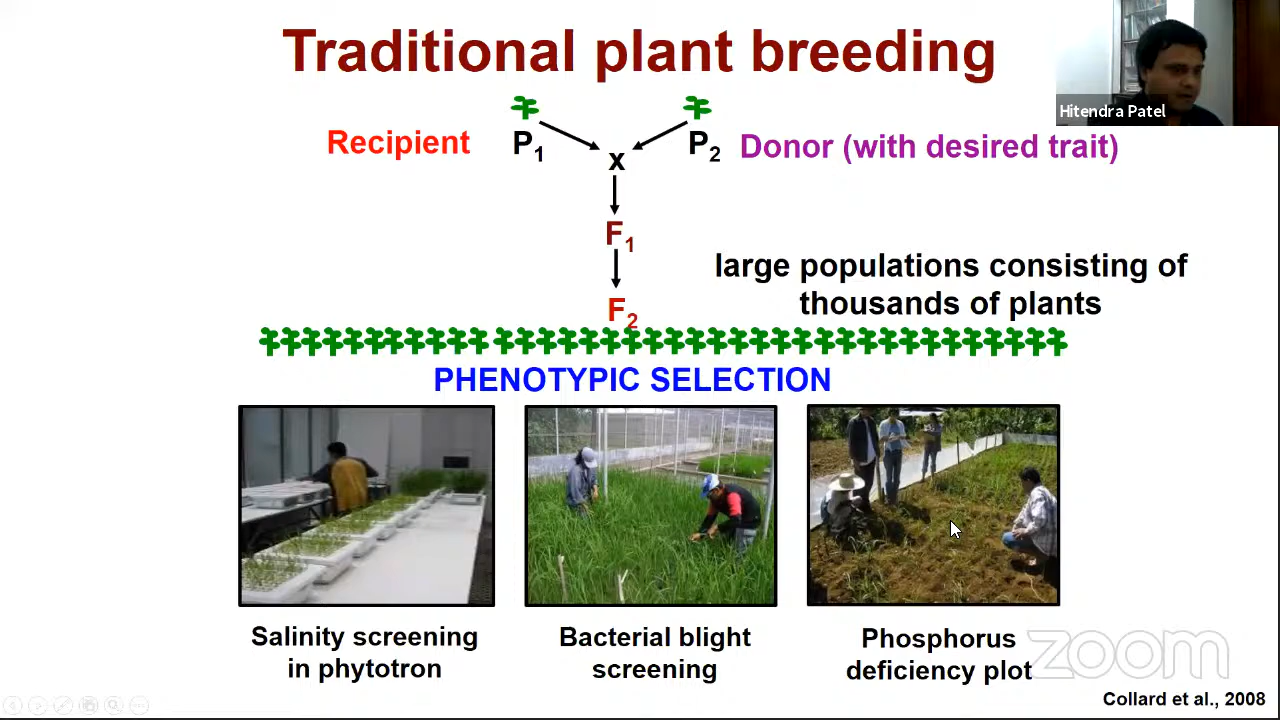 Traditional plant breeding
Hitendra Patel
Recipient
P1
P2
Donor (with desired trait)
x
F1
large populations consisting of
thousands of plants
F2
PHENOTYPIC SELECTION
Salinity screening
in phytotron
Bacterial blight
screening
Phosphorus
deficiency plot
zoom
Collard et al., 2008